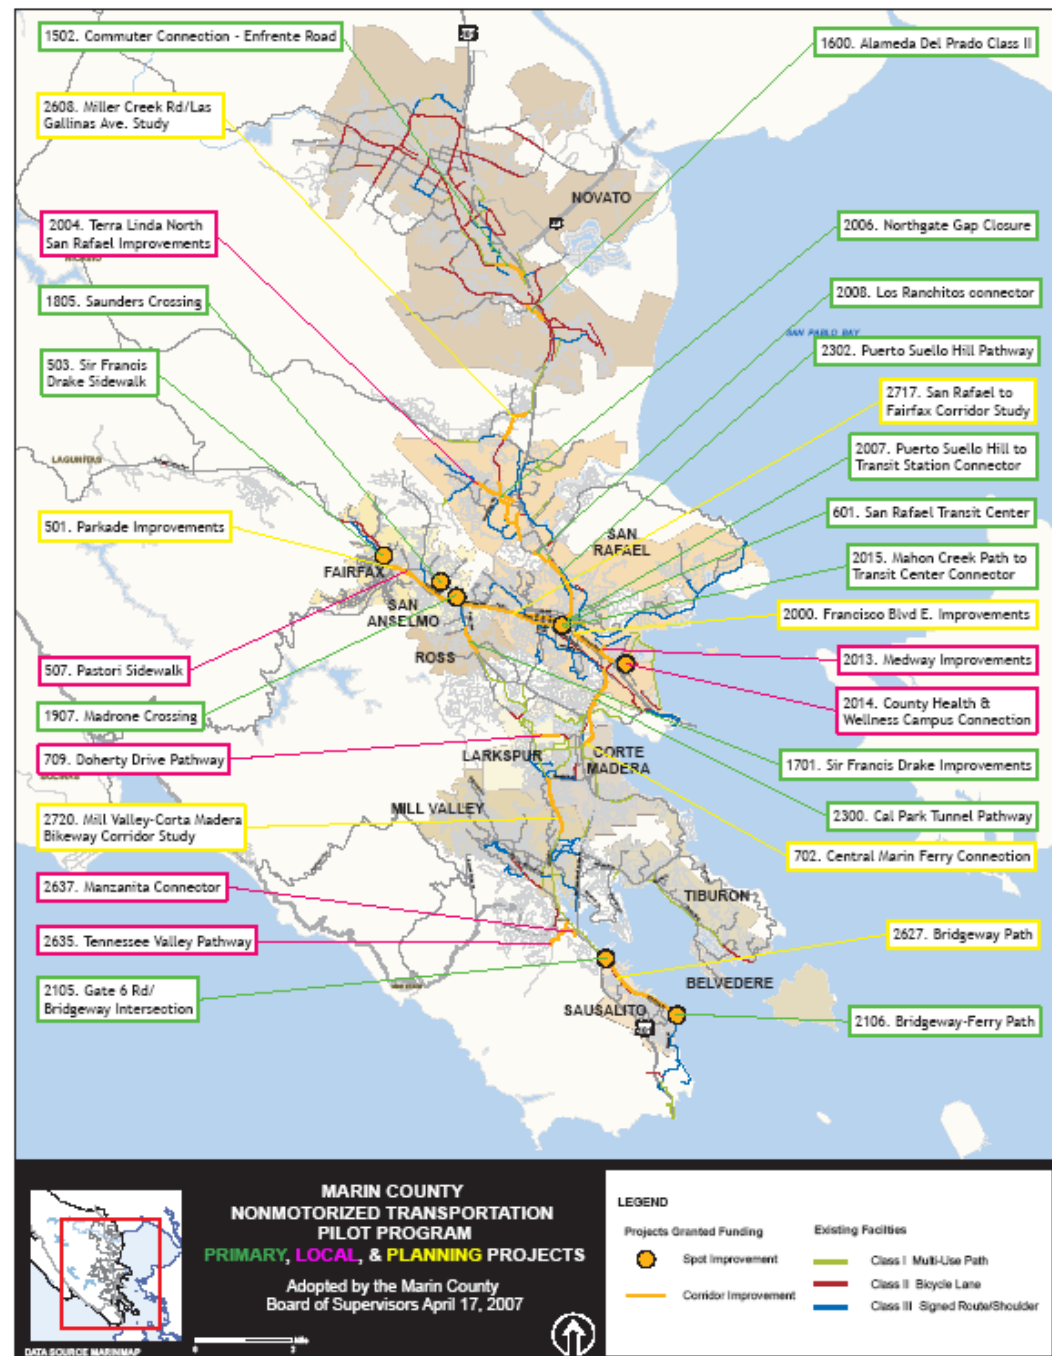 1502. Commuter Connection - Enfrente Road
2608. Miller Creek Rd/Las
Gallinas Ave. Study
2004. Terra Linda North
San Rafael Improvements
1805. Saunders Crossing
503. Sir Francis
Drake Sidewalk
LAGUNITAS
501. Parkade Improvements
507. Pastori Sidewalk
1907. Madrone Crossing
709. Doherty Drive Pathway
2720. Mill Valley-Corta Madera
Bikeway Corridor Study
2637. Manzanita Connector
2635. Tennessee Valley Pathway
2105. Gate 6 Rd/
Bridgeway Intersection
NOVATO
SAN PABLO BAY
SAN
RAFAEL
FAIRFAX
SAN
ANSELMO
ROSS
LARKSPUR
CORTE
MADERA
MILL VALLEY
TIBURON
BELVEDERE
SAUSALITO
1600. Alameda Del Prado Class II
2006. Northgate Gap Closure
2008. Los Ranchitos connector
2302. Puerto Suello Hill Pathway
2717. San Rafael to
Fairfax Corridor Study
2007. Puerto Suello Hill to
Transit Station Connector
601. San Rafael Transit Center
2015. Mahon Creek Path to
Transit Center Connector
2000. Francisco Blvd E. Improvements
2013. Medway Improvements
2014. County Health &
Wellness Campus Connection
1701. Sir Francis Drake Improvements
2300. Cal Park Tunnel Pathway
702. Central Marin Ferry Connection
2627. Bridgeway Path
2106. Bridgeway-Ferry Path
MARIN COUNTY
NONMOTORIZED TRANSPORTATION
PILOT PROGRAM
PRIMARY, LOCAL, & PLANNING PROJECTS
Adopted by the Marin County
Board of Supervisors April 17, 2007
DATA SOURCE MARINMAP
0
LEGEND
Projects Granted Funding
Spot Improvement
Corridor Improvement
Existing Facilities
Class I Multi-Use Path
Class II Bicycle Lane
Class III Signed Route/Shoulder